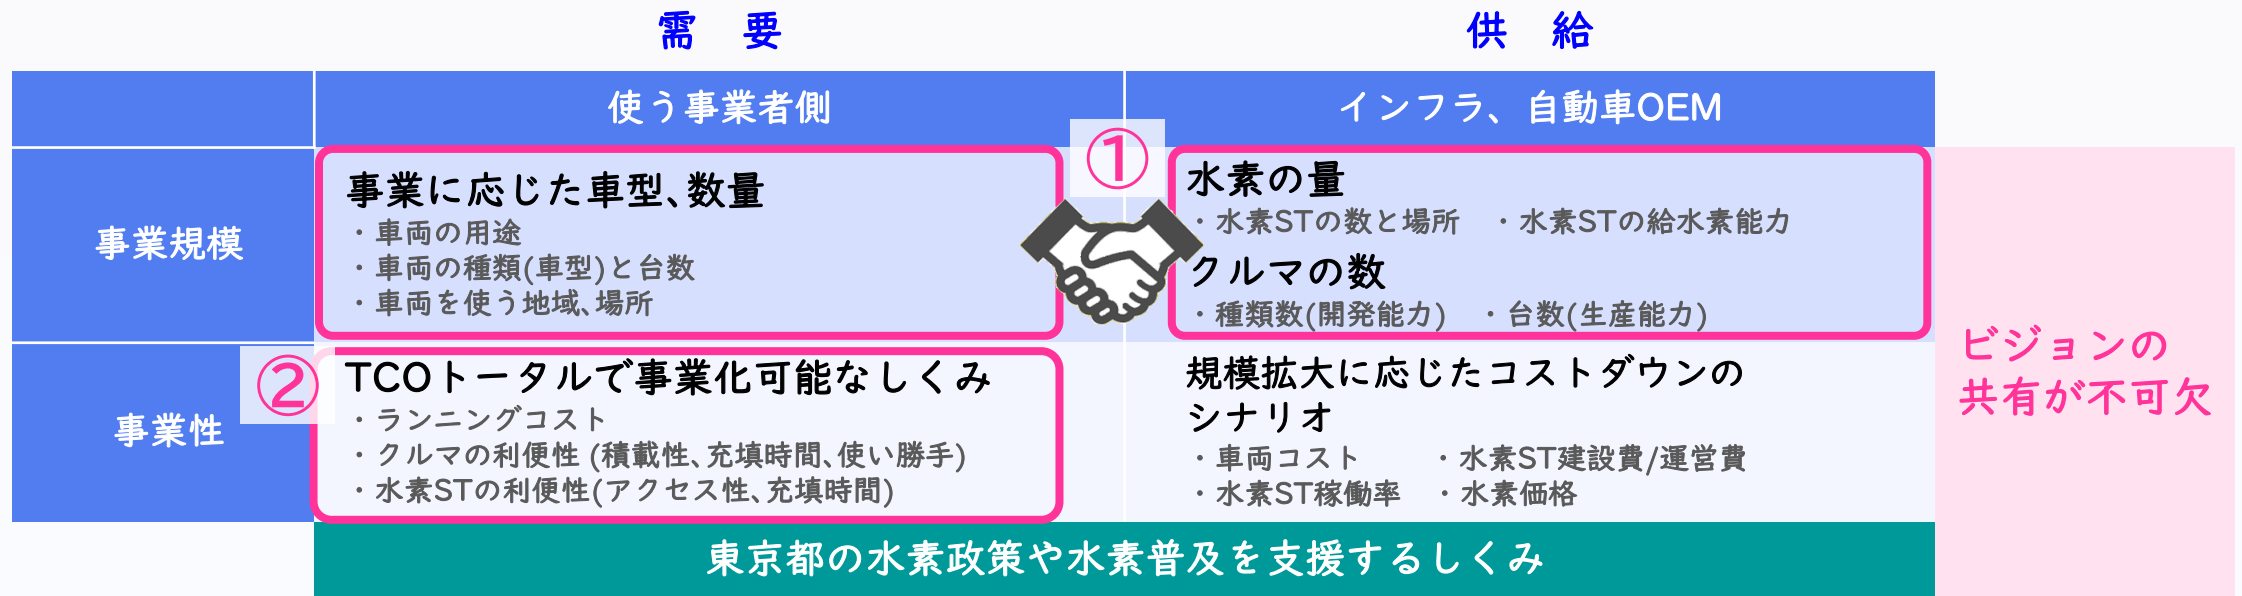 需 要
供 給
使う事業者側
インフラ、自動車OEM
事業規模
①
事業に応じた車型、数量
・車両の用途
・車両の種類(車型)と台数
・車両を使う地域、場所
水素の量
・水素STの数と場所 ・水素STの給水素能力
クルマの数
・種類数(開発能力) ・台数(生産能力)
事業性
②
TCOトータルで事業化可能なしくみ
・ランニングコスト
・クルマの利便性 (積載性、充填時間、使い勝手)
・水素STの利便性(アクセス性、充填時間)
規模拡大に応じたコストダウンの
シナリオ
・車両コスト ・水素ST建設費/運営費
・水素ST稼働率 ・水素価格
ビジョンの
共有が不可欠
東京都の水素政策や水素普及を支援するしくみ